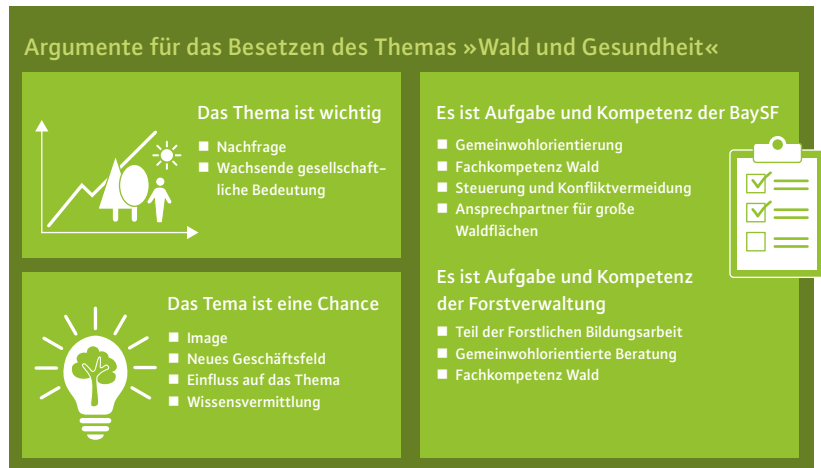 Argumente für das Besetzen des Themas »Wald und Gesundheit«
Das Thema ist wichtig
■ Nachfrage
■ Wachsende gesellschaft-
liche Bedeutung
Das Tema ist eine Chance
■ Image
■ Neues Geschäftsfeld
■ Einfluss auf das Thema
■ Wissensvermittlung
Es ist Aufgabe und Kompetenz der BaySF
■ Gemeinwohlorientierung
■ Fachkompetenz Wald
■ Steuerung und Konfliktvermeidung
■ Ansprechpartner für große
Waldflächen
Es ist Aufgabe und Kompetenz
der Forstverwaltung
■ Teil der Forstlichen Bildungsarbeit
■ Gemeinwohlorientierte Beratung
■ Fachkompetenz Wald